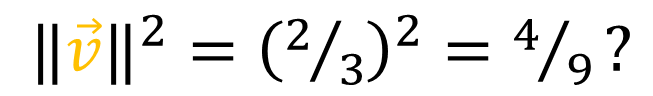 ‖v⃗‖² = (²/₃)² = ⁴/₉ ?